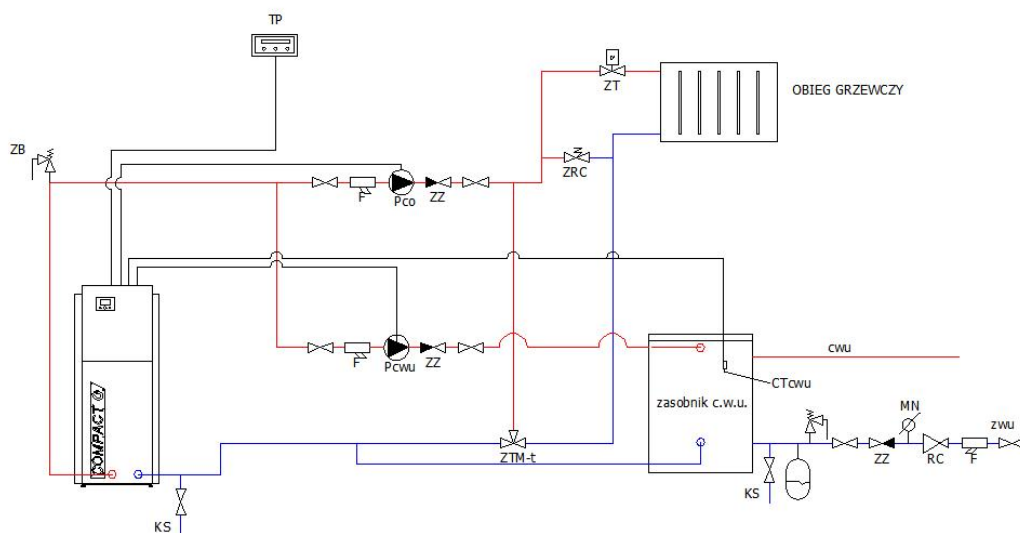 TP
ZT
OBIEG GRZEWCZY
ZB
ZRC
F
Pco
ZZ
F
Pcwu
ZZ
cwu
CTcwu
zasobnik c.w.u.
COMPACT
MN
zwu
ZTM-t
ZZ
RC
F
KS
KS